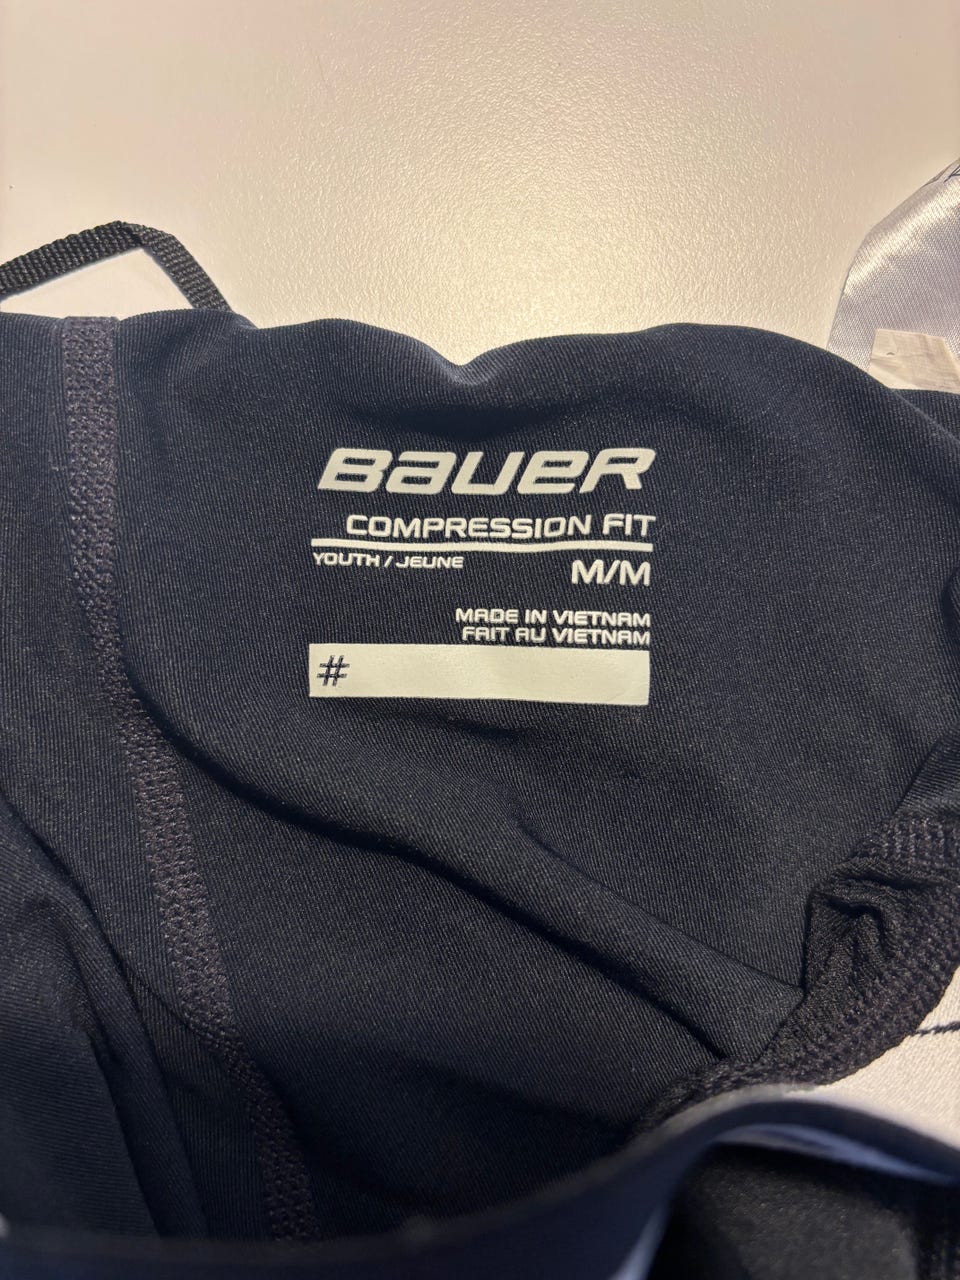 BAUER
COMPRESSION FIT
YOUTH / JEUNE M/M
MADE IN VIETNAM
FAIT AU VIETNAM
#